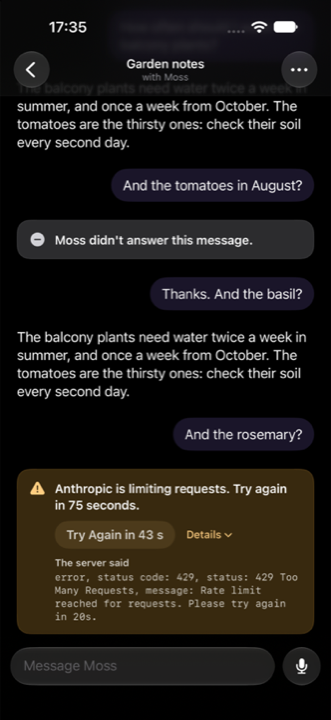 17:35
Garden notes
with Moss
The balcony plants need water twice a week in
summer, and once a week from October. The
tomatoes are the thirsty ones: check their soil
every second day.
And the tomatoes in August?
Moss didn't answer this message.
Thanks. And the basil?
The balcony plants need water twice a week in
summer, and once a week from October. The
tomatoes are the thirsty ones: check their soil
every second day.
And the rosemary?
Anthropic is limiting requests. Try again
in 75 seconds.
Try Again in 43 s
Details
The server said
error, status code: 429, status: 429 Too
Many Requests, message: Rate limit
reached for requests. Please try again
in 20s.
Message Moss